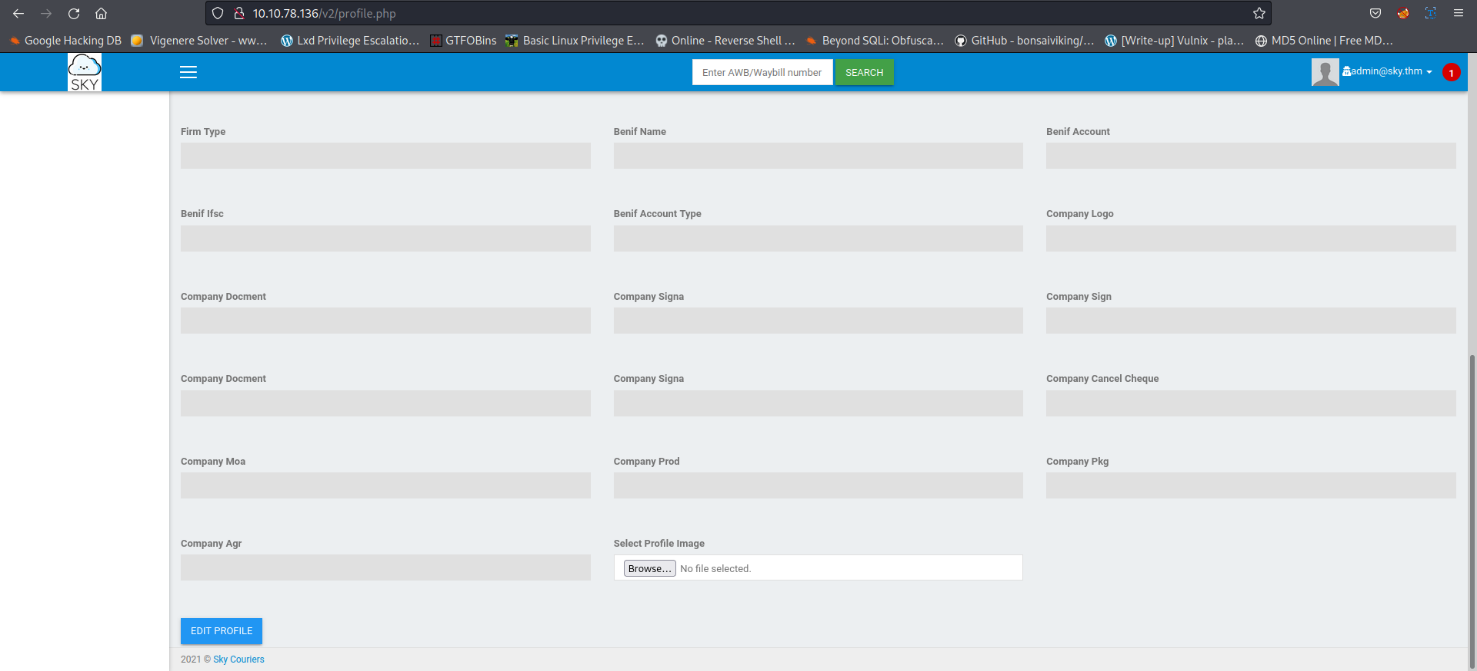 10.10.78.136/v2/profile.php
Google Hacking DB Vigenere Solver - ww... Lxd Privilege Escalatio... GTFOBins Basic Linux Privilege E... Online - Reverse Shell ... Beyond SQLi: Obfusca... GitHub - bonsaiviking/... [Write-up] Vulnix - pla... MD5 Online | Free MD...
SKY Enter AWB/Waybill number SEARCH admin@sky.thm 1
Firm Type Benif Name Benif Account
Benif Ifsc Benif Account Type Company Logo
Company Docment Company Signa Company Sign
Company Docment Company Signa Company Cancel Cheque
Company Moa Company Prod Company Pkg
Company Agr Select Profile Image
Browse... No file selected.
EDIT PROFILE
2021 © Sky Couriers